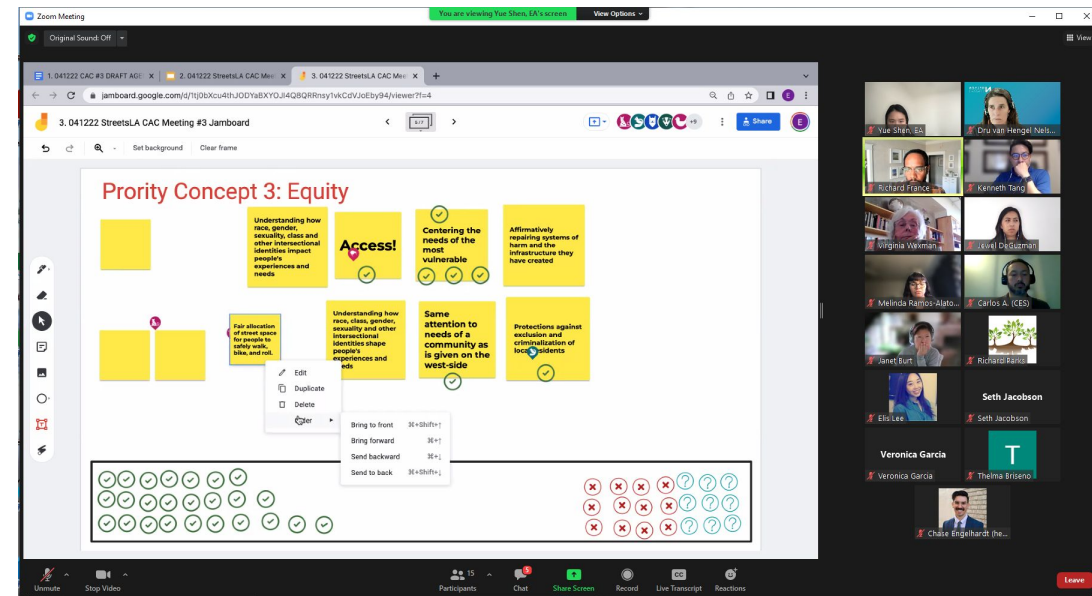 Zoom Meeting
You are viewing Yue Shen, EA's screen
View Options
Original Sound: Off
View
1. 041222 CAC #3 DRAFT AGE
2. 041222 StreetsLA CAC Mee
3. 041222 StreetsLA CAC Mee
3. 041222 StreetsLA CAC Meeting #3 Jamboard
5/7
+9
Share
E
Set background
Clear frame
Prority Concept 3: Equity
Understanding how
race, gender,
sexuality, class and
other intersectional
identities impact
people's
experiences and
needs
Access!
Centering the
needs of the
most
vulnerable
Affirmatively
repairing systems of
harm and the
infrastructure they
have created
Fair allocation
of street space
for people to
safely walk,
bike, and roll.
Understanding how
race, class, gender,
sexuality and other
intersectional
identities shape
people's
experiences and
Same
attention to
needs of a
community as
is given on the
west-side
Protections against
exclusion and
criminalization of
local residents
Edit
Duplicate
Delete
Order
Bring to front ⌘+Shift+↑
Bring forward ⌘+↑
Send backward ⌘+↓
Send to back ⌘+Shift+↓
Yue Shen, EA
Dru van Hengel Nels...
Richard France
Kenneth Tang
Virginia Wexman
Jewel DeGuzman
Melinda Ramos-Alato...
Carlos A. (CES)
Janet Burt
Richard Parks
Elis Lee
Seth Jacobson
Seth Jacobson
Veronica Garcia
Veronica Garcia
T
Thelma Briseno
Chase Engelhardt (he...
Unmute
Stop Video
15
Participants
5
Chat
Share Screen
Record
CC
Live Transcript
Reactions
Leave